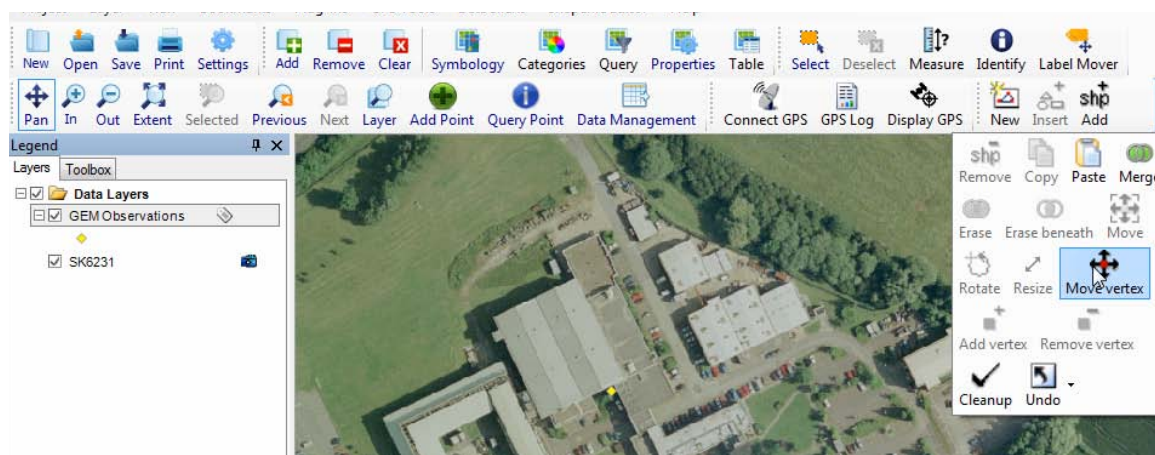 New Open Save Print Settings Add Remove Clear Symbology Categories Query Properties Table Select Deselect Measure Identify Label Mover
Pan In Out Extent Selected Previous Next Layer Add Point Query Point Data Management Connect GPS GPS Log Display GPS New Insert shp Add
Legend
Layers Toolbox
Data Layers
GEM Observations
SK6231
shp
Remove Copy Paste Merge
Erase Erase beneath Move
Rotate Resize Move vertex
Add vertex Remove vertex
Cleanup Undo